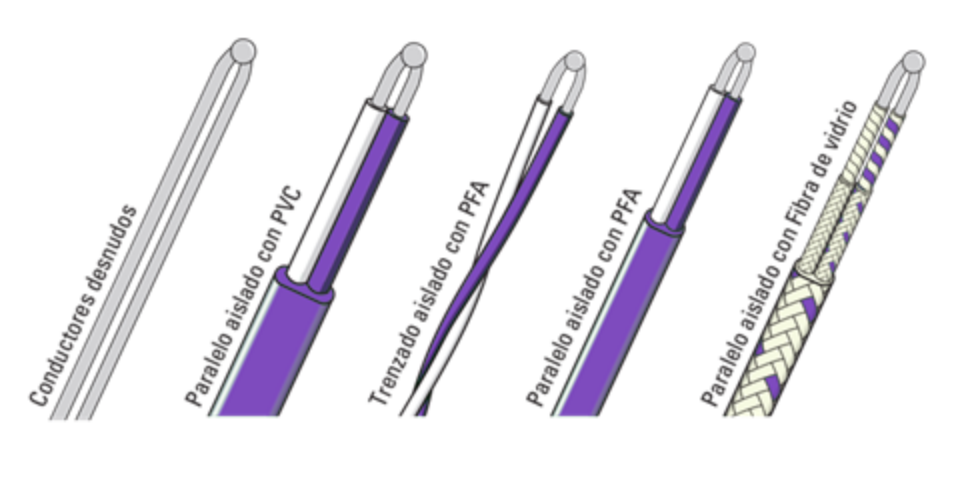 Conductores desnudos
Paralelo aislado con PVC
Trenzado aislado con PFA
Paralelo aislado con PFA
Paralelo aislado con Fibra de vidrio